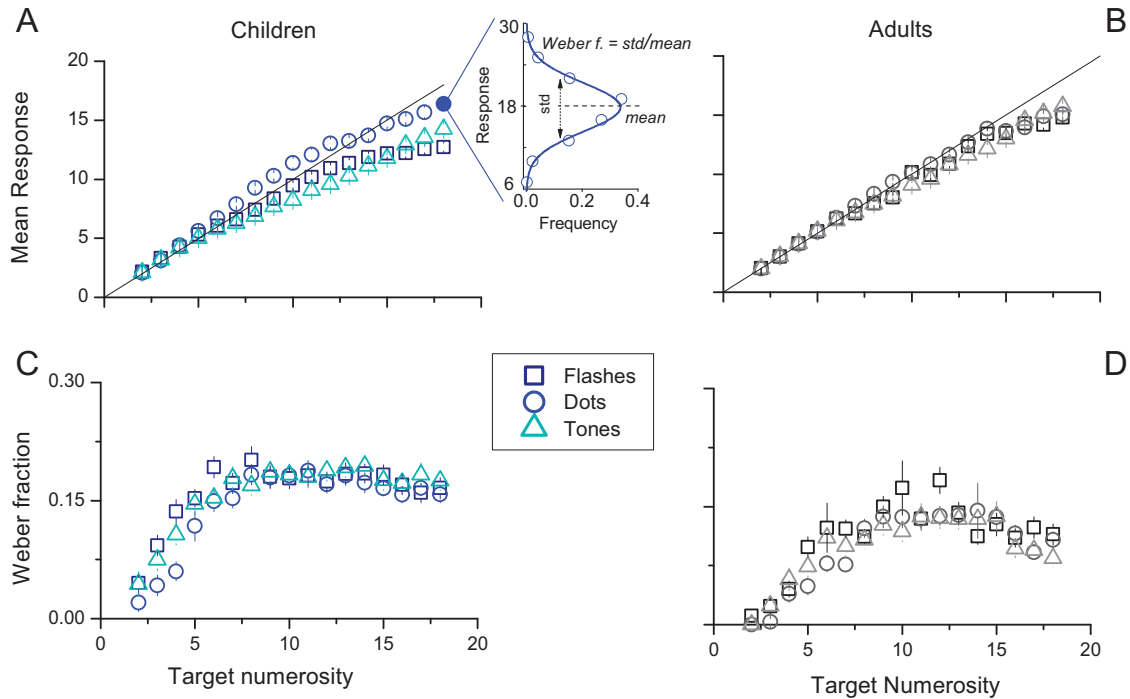 A
Children
B
Adults
30
Weber f. = std/mean
Response
18
std
mean
6
0.0
0.2
0.4
Frequency
20
15
10
5
0
Mean Response
C
D
Flashes
Dots
Tones
0.30
0.15
0.00
Weber fraction
0
5
10
15
20
Target numerosity
0
5
10
15
20
Target Numerosity